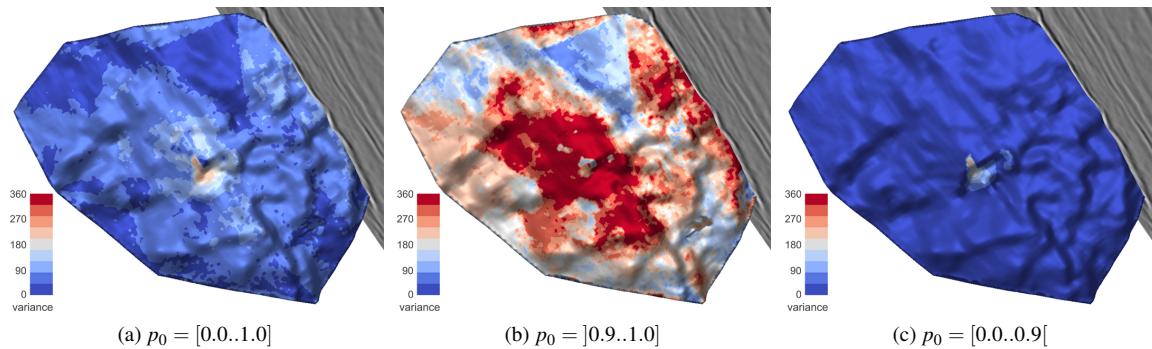 360
270
180
90
0
variance
360
270
180
90
0
variance
360
270
180
90
0
variance
(a) p₀ = [0.0..1.0]
(b) p₀ = ]0.9..1.0]
(c) p₀ = [0.0..0.9[